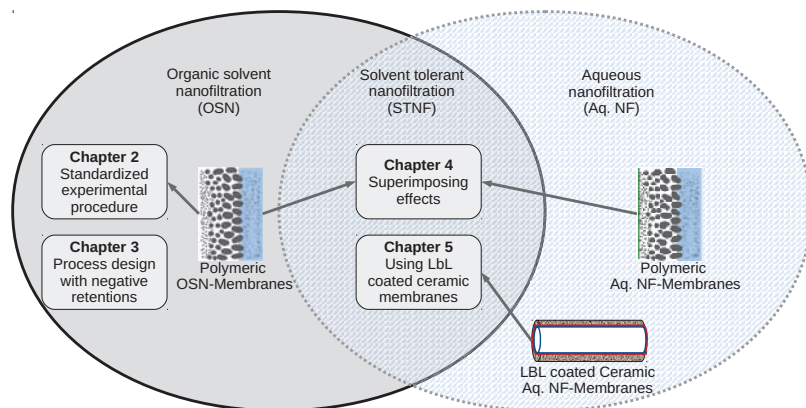 Organic solvent
nanofiltration
(OSN)
Solvent tolerant
nanofiltration
(STNF)
Aqueous
nanofiltration
(Aq. NF)
Chapter 2
Standardized
experimental
procedure
Chapter 3
Process design
with negative
retentions
Polymeric
OSN-Membranes
Chapter 4
Superimposing
effects
Chapter 5
Using LbL
coated ceramic
membranes
Polymeric
Aq. NF-Membranes
LBL coated Ceramic
Aq. NF-Membranes